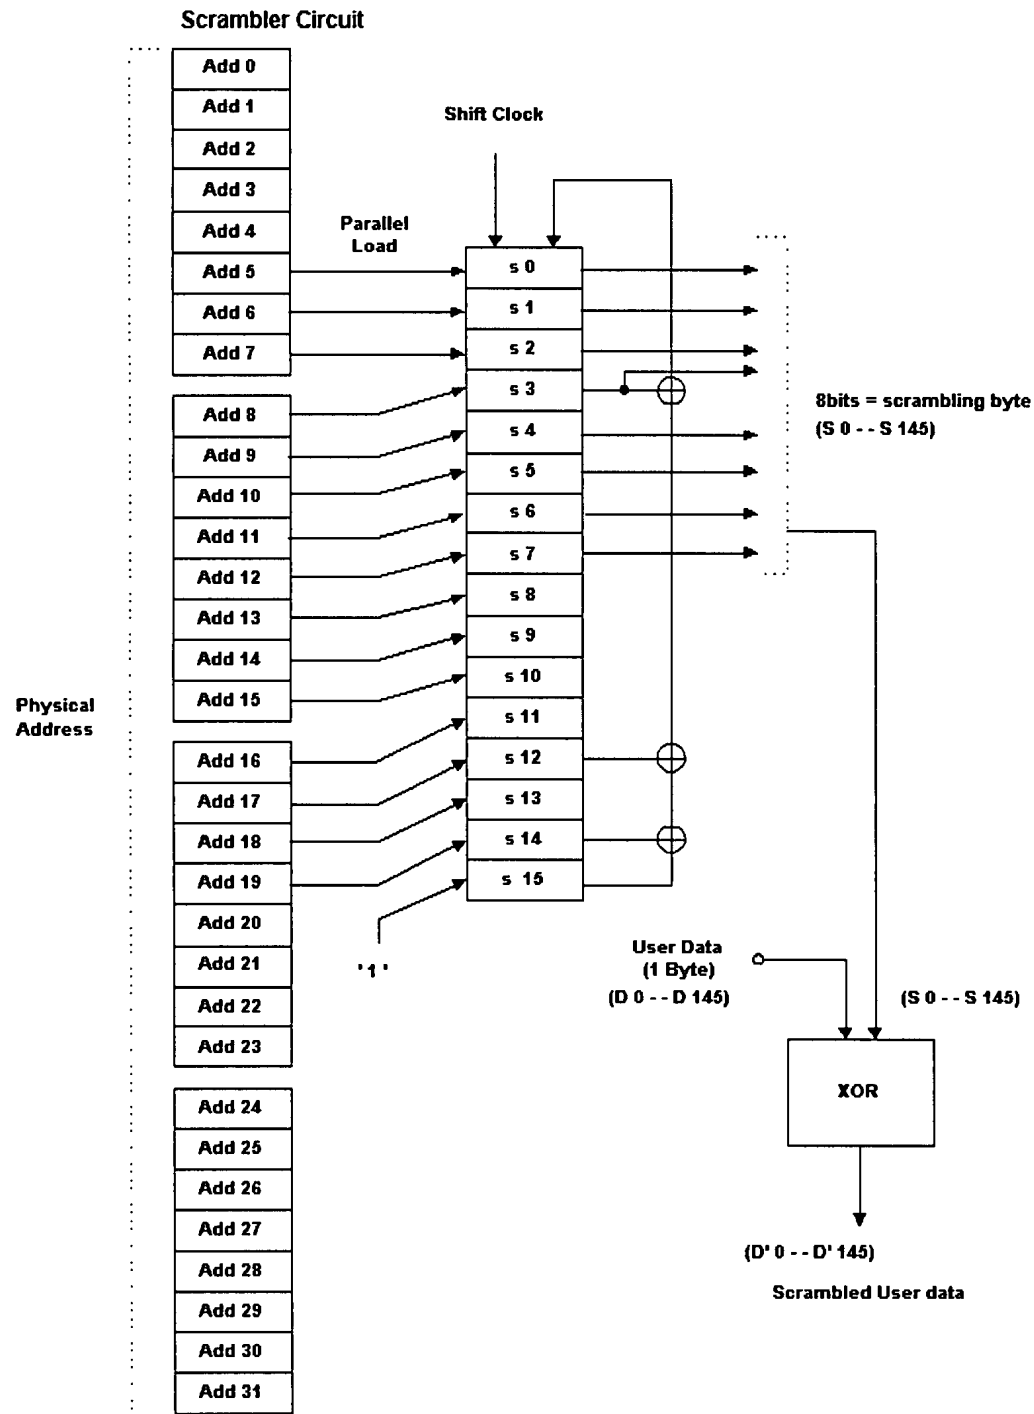 Scrambler Circuit
Add 0
Add 1
Add 2
Add 3
Add 4
Add 5
Add 6
Add 7
Add 8
Add 9
Add 10
Add 11
Add 12
Add 13
Add 14
Add 15
Physical
Address
Add 16
Add 17
Add 18
Add 19
Add 20
Add 21
Add 22
Add 23
Add 24
Add 25
Add 26
Add 27
Add 28
Add 29
Add 30
Add 31
Shift Clock
Parallel
Load
s 0
s 1
s 2
s 3
s 4
s 5
s 6
s 7
s 8
s 9
s 10
s 11
s 12
s 13
s 14
s 15
' 1 '
8bits = scrambling byte
(S 0 - - S 145)
User Data
(1 Byte)
(D 0 - - D 145)
(S 0 - - S 145)
XOR
(D' 0 - - D' 145)
Scrambled User data